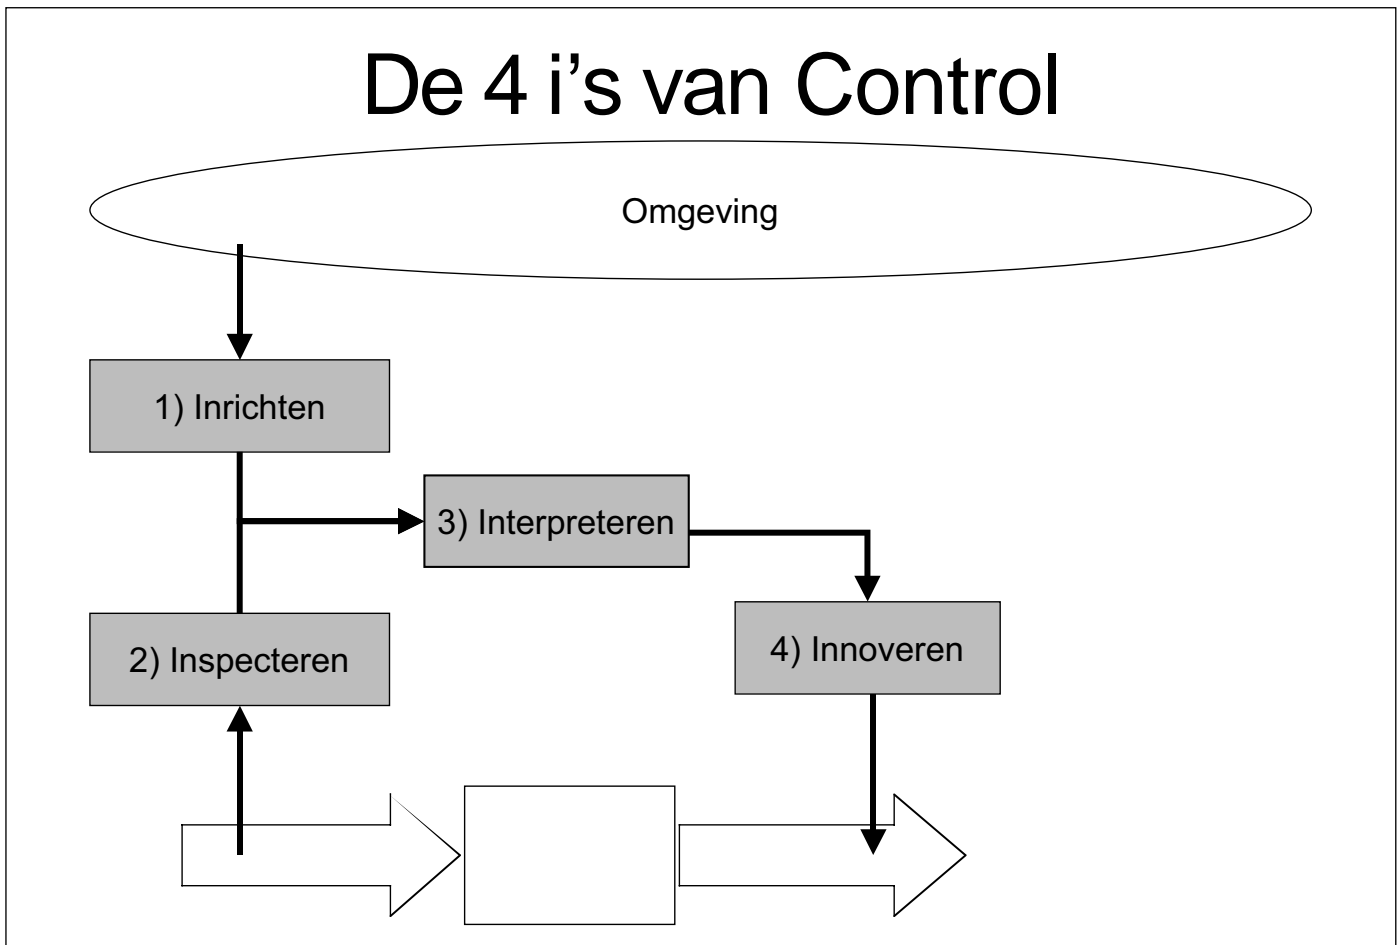 De 4 i’s van Control
Omgeving
1) Inrichten
3) Interpreteren
2) Inspecteren
4) Innoveren